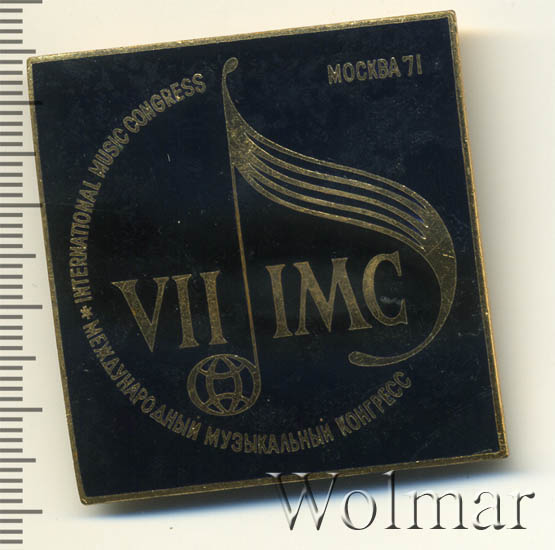 МОСКВА '71
INTERNATIONAL MUSIC CONGRESS
VII IMC
* МЕЖДУНАРОДНЫЙ МУЗЫКАЛЬНЫЙ КОНГРЕСС
Wolmar